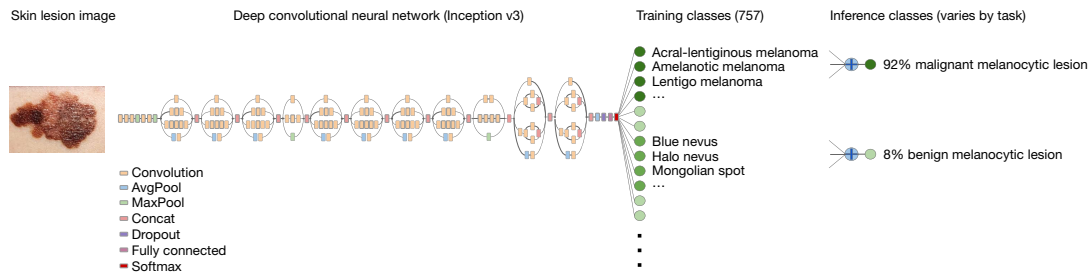 Skin lesion image
Deep convolutional neural network (Inception v3)
Training classes (757)
Inference classes (varies by task)
Acral-lentiginous melanoma
Amelanotic melanoma
Lentigo melanoma
…
Blue nevus
Halo nevus
Mongolian spot
…
92% malignant melanocytic lesion
8% benign melanocytic lesion
Convolution
AvgPool
MaxPool
Concat
Dropout
Fully connected
Softmax